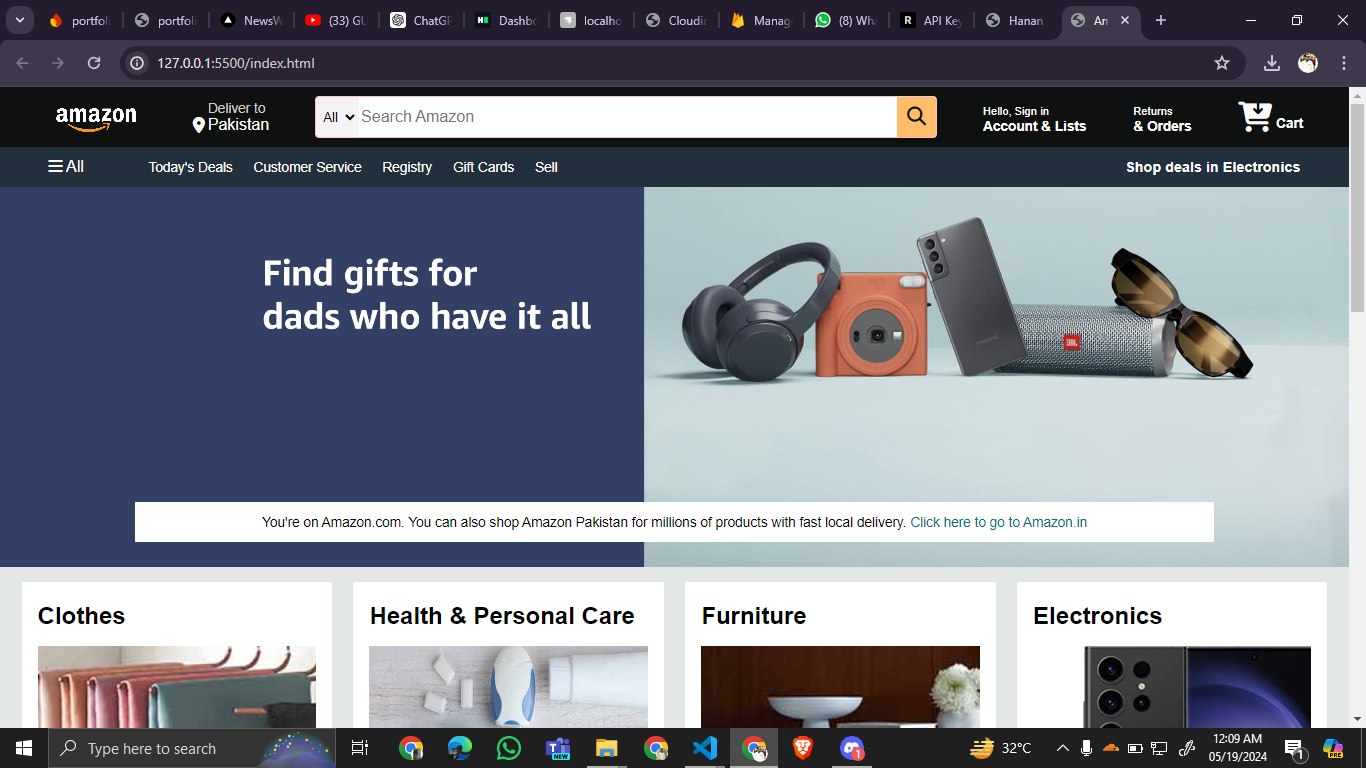 portfoli
portfoli
NewsW
(33) GU
ChatGP
Dashbo
localho
Cloudin
Manag
(8) Wha
API Key
Hanan
An
127.0.0.1:5500/index.html
amazon
Deliver to
Pakistan
All
Search Amazon
Hello, Sign in
Account & Lists
Returns
& Orders
Cart
All
Today's Deals
Customer Service
Registry
Gift Cards
Sell
Shop deals in Electronics
Find gifts for
dads who have it all
SAMSUNG
JBL
You're on Amazon.com. You can also shop Amazon Pakistan for millions of products with fast local delivery. Click here to go to Amazon.in
Clothes
Health & Personal Care
Furniture
Electronics
Type here to search
NEW
1
32°C
12:09 AM
05/19/2024
1
PRE